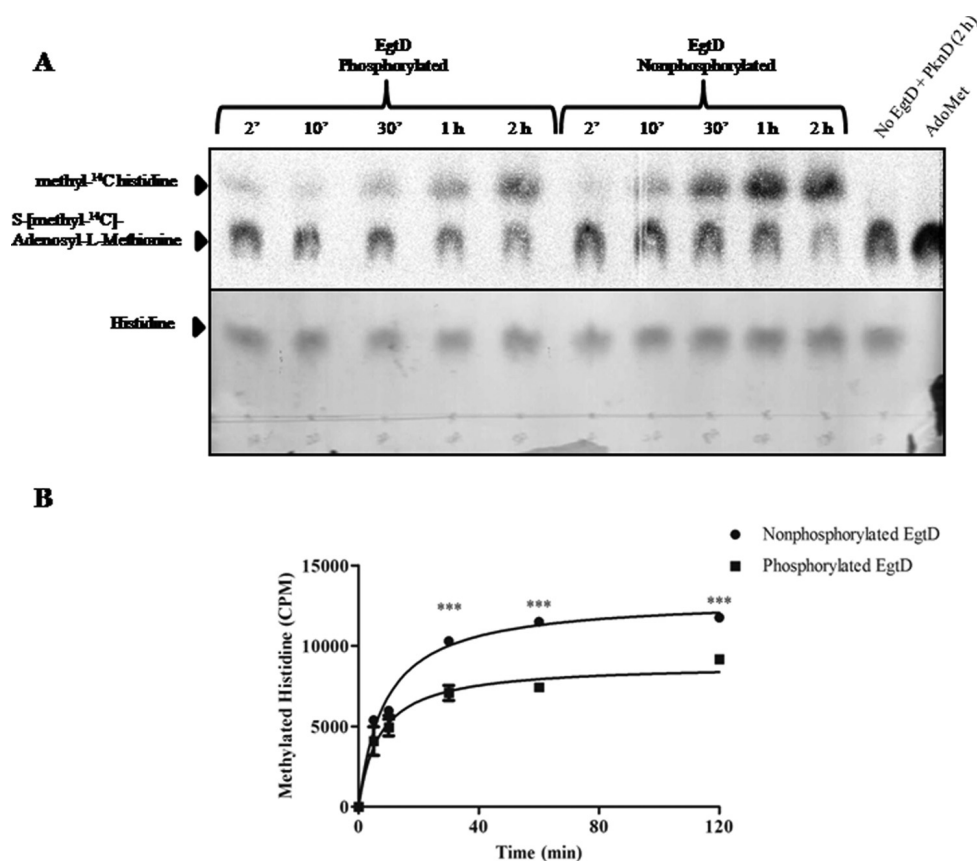 A
EgtD
Phosphorylated
EgtD
Nonphosphorylated
No EgtD + PknD (2 h)
AdoMet
2' 10' 30' 1 h 2 h 2' 10' 30' 1 h 2 h
methyl-¹⁴C histidine
S-[methyl-¹⁴C]-
Adenosyl-L-Methionine
Histidine
B
Nonphosphorylated EgtD
Phosphorylated EgtD
Methylated Histidine (CPM)
15000
10000
5000
0
*** *** ***
0 40 80 120
Time (min)